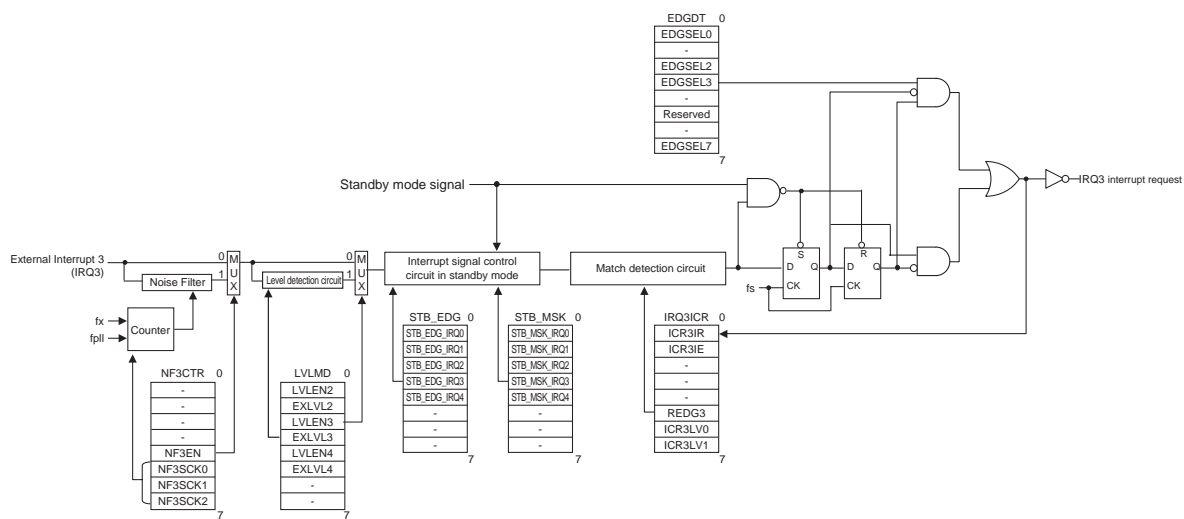 EDGDT 0
EDGSEL0
-
EDGSEL2
EDGSEL3
-
Reserved
-
EDGSEL7
7
Standby mode signal
IRQ3 interrupt request
External Interrupt 3
(IRQ3)
0
1
M
U
X
Noise Filter
0
1
M
U
X
Level detection circuit
Interrupt signal control
circuit in standby mode
Match detection circuit
S
D Q
CK
R
D Q
CK
fs
fx
fpll
Counter
NF3CTR 0
-
-
-
-
NF3EN
NF3SCK0
NF3SCK1
NF3SCK2
7
LVLMD 0
LVLEN2
EXLVL2
LVLEN3
EXLVL3
LVLEN4
EXLVL4
-
-
7
STB_EDG 0
STB_EDG_IRQ0
STB_EDG_IRQ1
STB_EDG_IRQ2
STB_EDG_IRQ3
STB_EDG_IRQ4
-
-
-
7
STB_MSK 0
STB_MSK_IRQ0
STB_MSK_IRQ1
STB_MSK_IRQ2
STB_MSK_IRQ3
STB_MSK_IRQ4
-
-
-
7
IRQ3ICR 0
ICR3IR
ICR3IE
-
-
-
REDG3
ICR3LV0
ICR3LV1
7